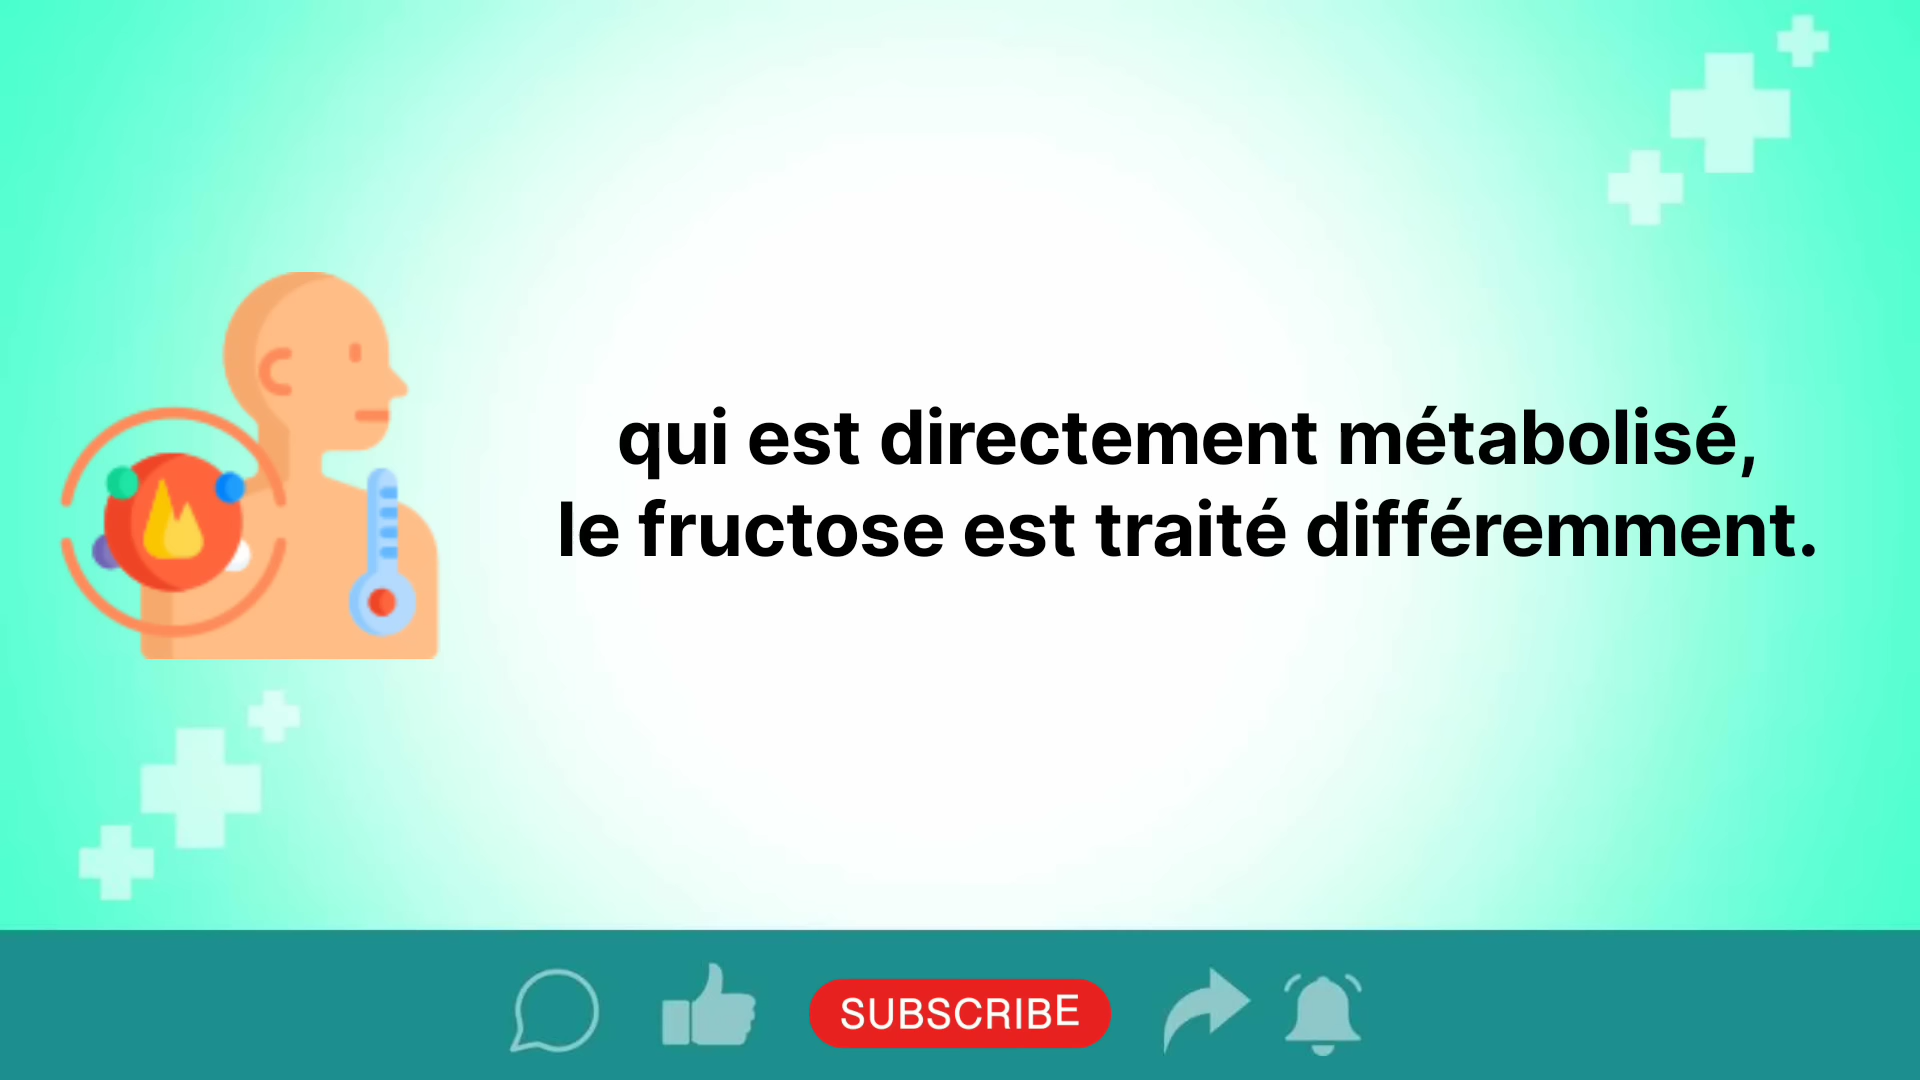 qui est directement métabolisé,
le fructose est traité différemment.
SUBSCRIBE